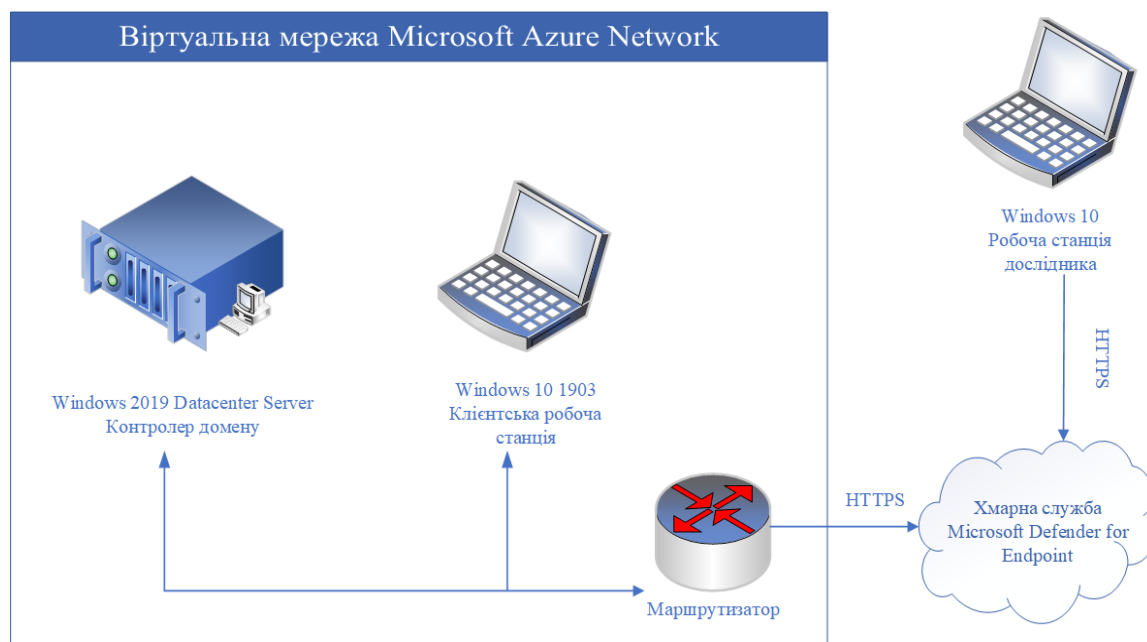 Віртуальна мережа Microsoft Azure Network
Windows 10
Робоча станція
дослідника
HTTPS
Windows 2019 Datacenter Server
Контролер домену
Windows 10 1903
Клієнтська робоча
станція
HTTPS
Хмарна служба
Microsoft Defender for
Endpoint
Маршрутизатор